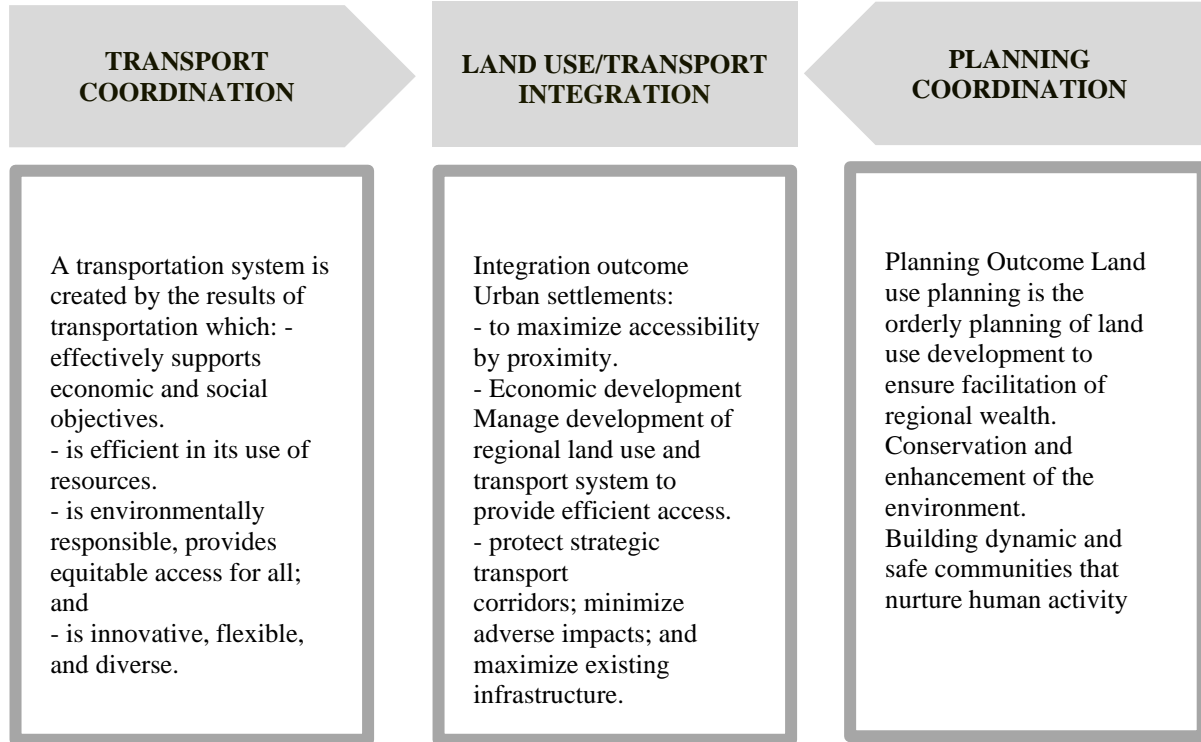 TRANSPORT
COORDINATION
LAND USE/TRANSPORT
INTEGRATION
PLANNING
COORDINATION
A transportation system is
created by the results of
transportation which: -
effectively supports
economic and social
objectives.
- is efficient in its use of
resources.
- is environmentally
responsible, provides
equitable access for all;
and
- is innovative, flexible,
and diverse.
Integration outcome
Urban settlements:
- to maximize accessibility
by proximity.
- Economic development
Manage development of
regional land use and
transport system to
provide efficient access.
- protect strategic
transport
corridors; minimize
adverse impacts; and
maximize existing
infrastructure.
Planning Outcome Land
use planning is the
orderly planning of land
use development to
ensure facilitation of
regional wealth.
Conservation and
enhancement of the
environment.
Building dynamic and
safe communities that
nurture human activity